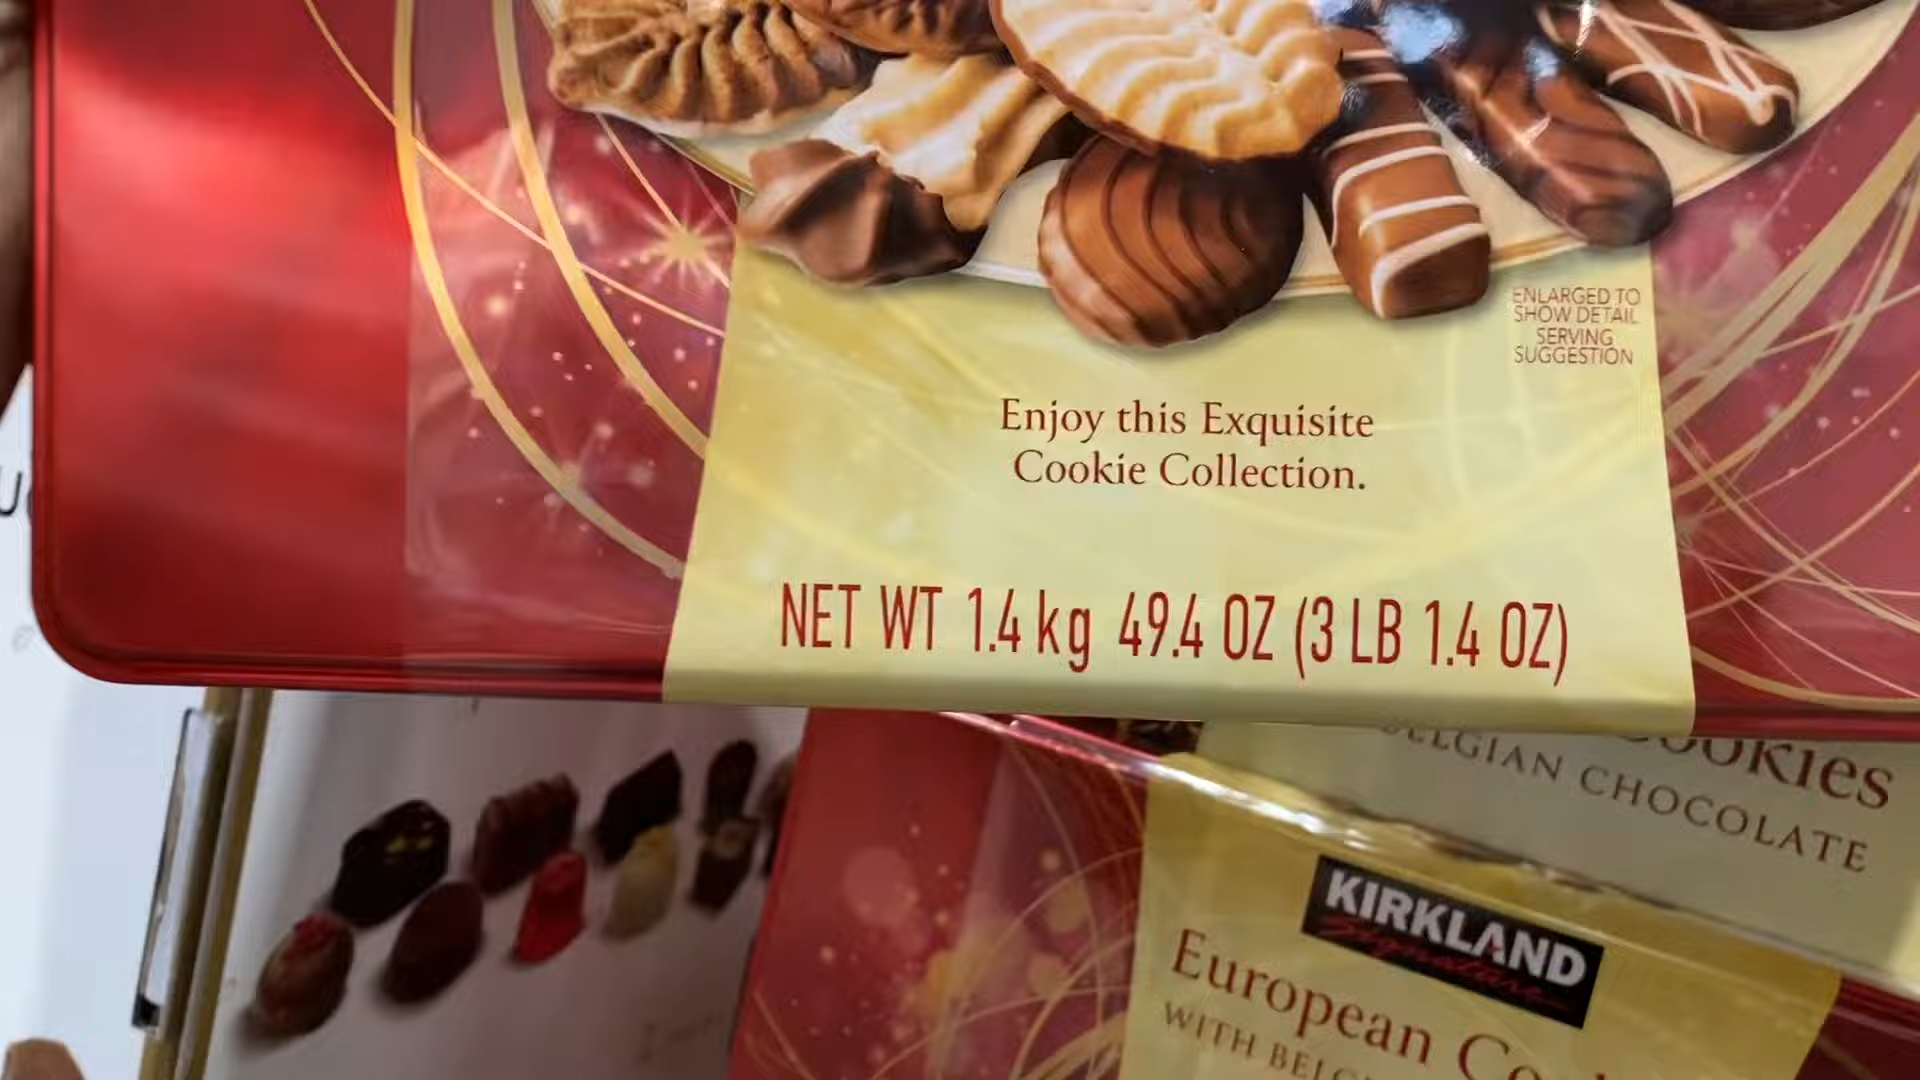 ENLARGED TO
SHOW DETAIL
SERVING
SUGGESTION
Enjoy this Exquisite
Cookie Collection.
NET WT 1.4 kg 49.4 OZ (3 LB 1.4 OZ)
Cookies
BELGIAN CHOCOLATE
KIRKLAND
Signature
European
WITH